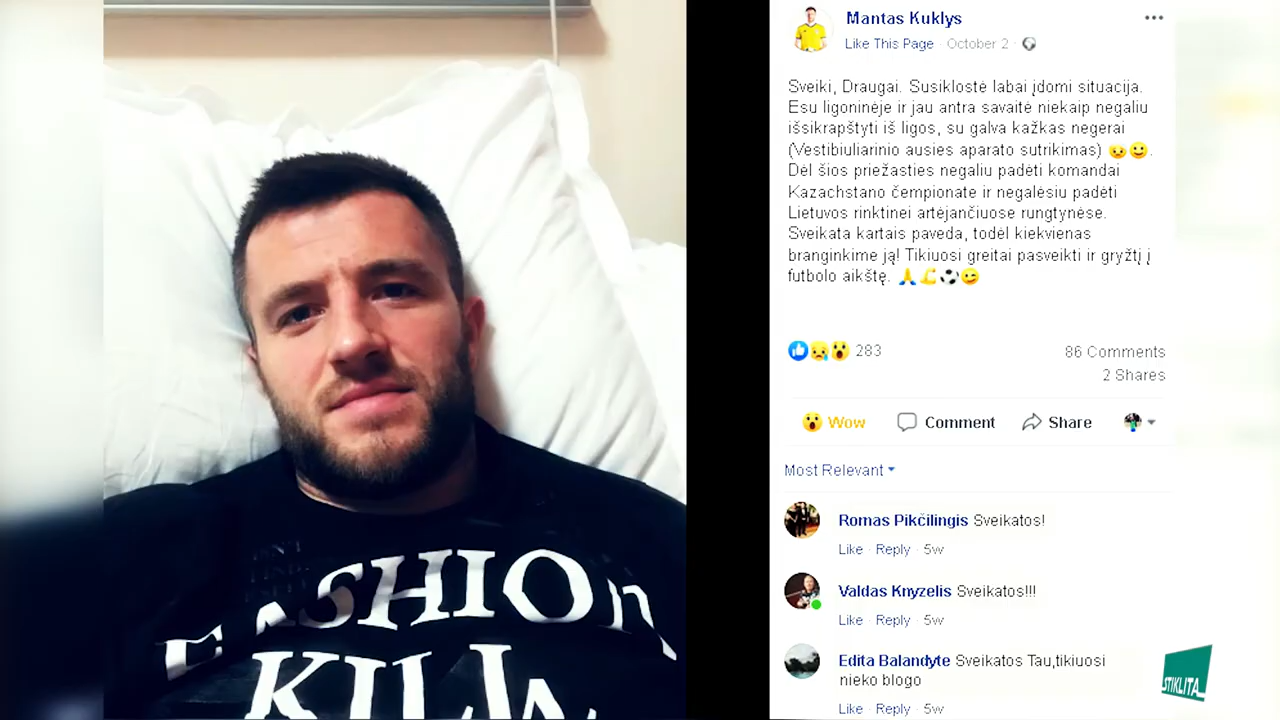 Mantas Kuklys
Like This Page · October 2 ·
Sveiki, Draugai. Susiklostė labai įdomi situacija.
Esu ligoninėje ir jau antra savaitė niekaip negaliu
išsikrapštyti iš ligos, su galva kažkas negerai
(Vestibiuliarinio ausies aparato sutrikimas) 😠😉.
Dėl šios priežasties negaliu padėti komandai
Kazachstano čempionate ir negalėsiu padėti
Lietuvos rinktinei artėjančiuose rungtynėse.
Sveikata kartais paveda, todėl kiekvienas
branginkime ją! Tikiuosi greitai pasveikti ir gryžtį į
futbolo aikštę. 🙏💪⚽😉
283
86 Comments
2 Shares
Wow Comment Share
Most Relevant
Romas Pikčilingis Sveikatos!
Like · Reply · 5w
Valdas Knyzelis Sveikatos!!!
Like · Reply · 5w
Edita Balandyte Sveikatos Tau,tikiuosi
nieko blogo
Like · Reply · 5w
FASHION
KILLA
STIKLITA